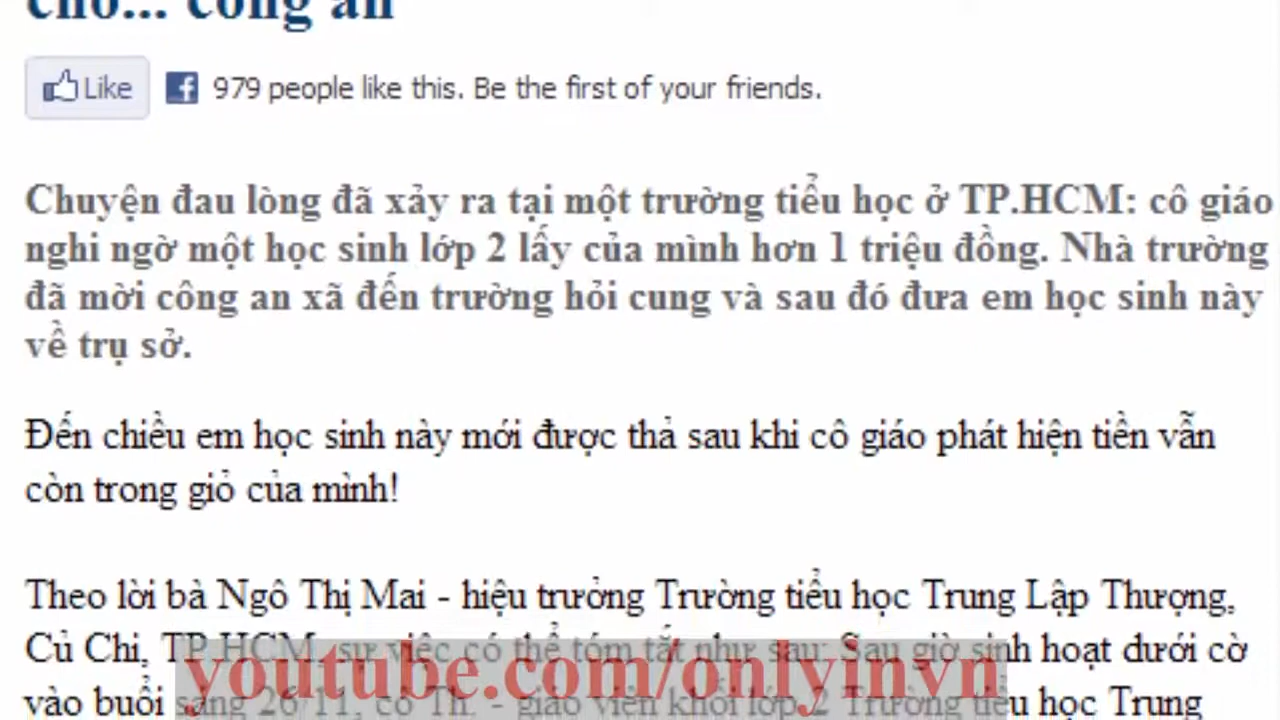 cho... công an
Like
979 people like this. Be the first of your friends.
Chuyện đau lòng đã xảy ra tại một trường tiểu học ở TP.HCM: cô giáo
nghi ngờ một học sinh lớp 2 lấy của mình hơn 1 triệu đồng. Nhà trường
đã mời công an xã đến trường hỏi cung và sau đó đưa em học sinh này
về trụ sở.
Đến chiều em học sinh này mới được thả sau khi cô giáo phát hiện tiền vẫn
còn trong giỏ của mình!
Theo lời bà Ngô Thị Mai - hiệu trưởng Trường tiểu học Trung Lập Thượng,
Củ Chi, TP.HCM, sự việc có thể tóm tắt như sau: Sau giờ sinh hoạt dưới cờ
youtube.com/onlyinvn
vào buổi sáng 26-11, cô Th. - giáo viên khối lớp 2 Trường tiểu học Trung